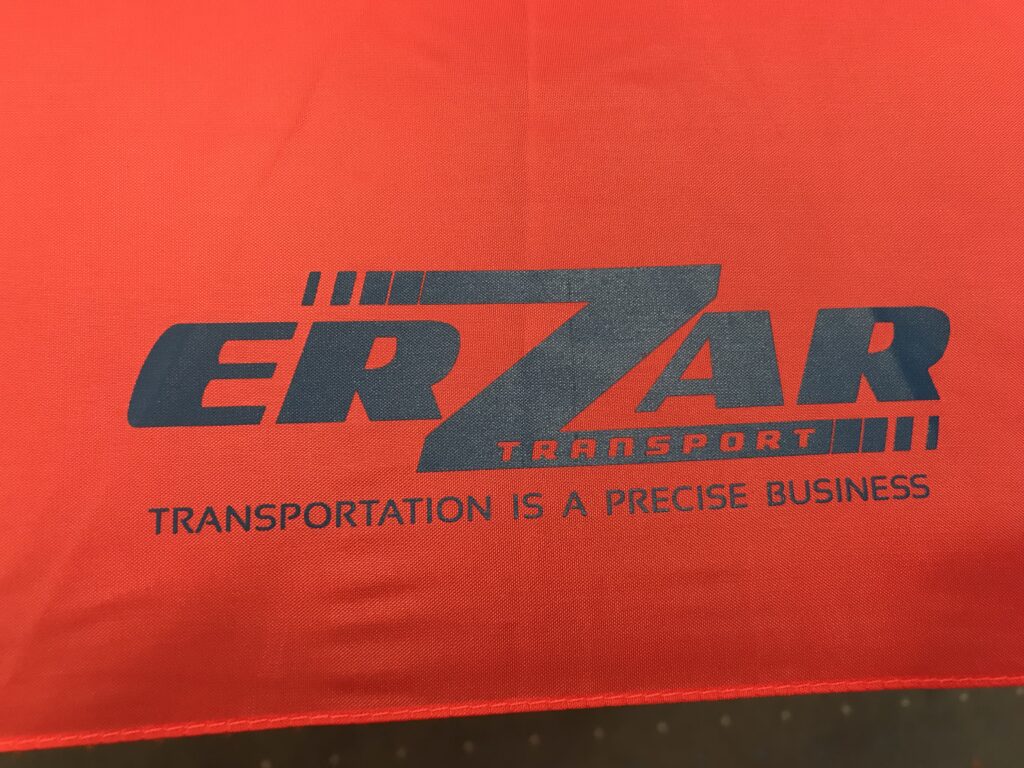 ERZAR
TRANSPORT
TRANSPORTATION IS A PRECISE BUSINESS